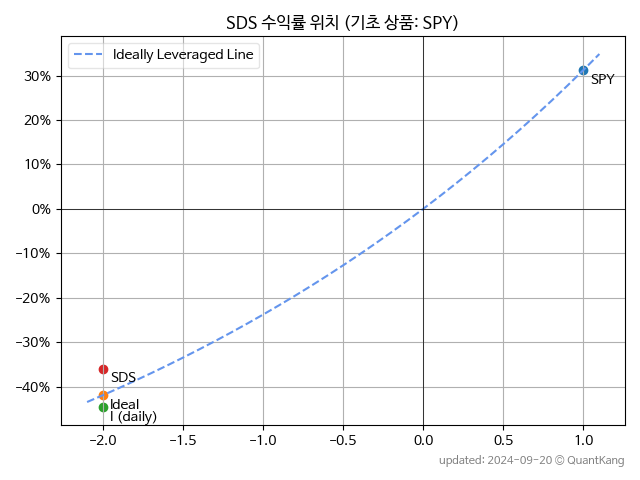 SDS 수익률 위치 (기초 상품: SPY)
Ideally Leveraged Line
30%
20%
10%
0%
−10%
−20%
−30%
−40%
SPY
SDS
Ideal
I (daily)
−2.0 −1.5 −1.0 −0.5 0.0 0.5 1.0
updated: 2024-09-20 © QuantKang